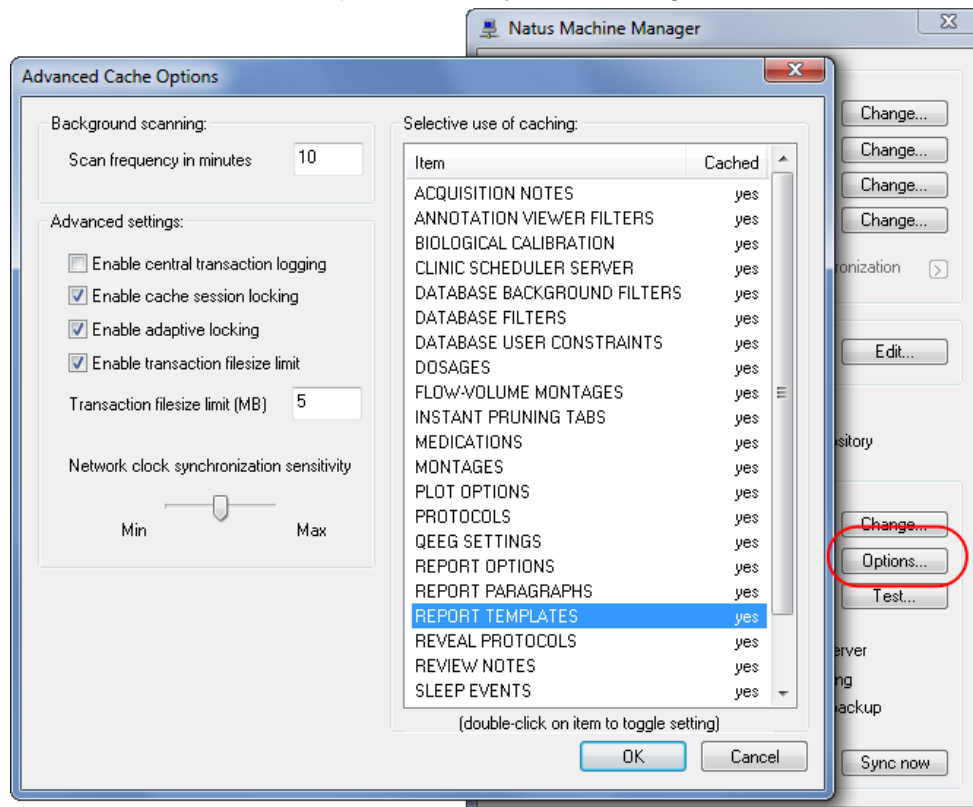 Natus Machine Manager
Advanced Cache Options
Background scanning:
Scan frequency in minutes 10
Advanced settings:
Enable central transaction logging
Enable cache session locking
Enable adaptive locking
Enable transaction filesize limit
Transaction filesize limit (MB) 5
Network clock synchronization sensitivity
Min Max
Selective use of caching:
Item Cached
ACQUISITION NOTES yes
ANNOTATION VIEWER FILTERS yes
BIOLOGICAL CALIBRATION yes
CLINIC SCHEDULER SERVER yes
DATABASE BACKGROUND FILTERS yes
DATABASE FILTERS yes
DATABASE USER CONSTRAINTS yes
DOSAGES yes
FLOW-VOLUME MONTAGES yes
INSTANT PRUNING TABS yes
MEDICATIONS yes
MONTAGES yes
PLOT OPTIONS yes
PROTOCOLS yes
QEEG SETTINGS yes
REPORT OPTIONS yes
REPORT PARAGRAPHS yes
REPORT TEMPLATES yes
REVEAL PROTOCOLS yes
REVIEW NOTES yes
SLEEP EVENTS yes
(double-click on item to toggle setting)
OK Cancel
Change...
Change...
Change...
Change...
ronization
Edit...
ository
Change...
Options...
Test...
erver
ng
ackup
Sync now